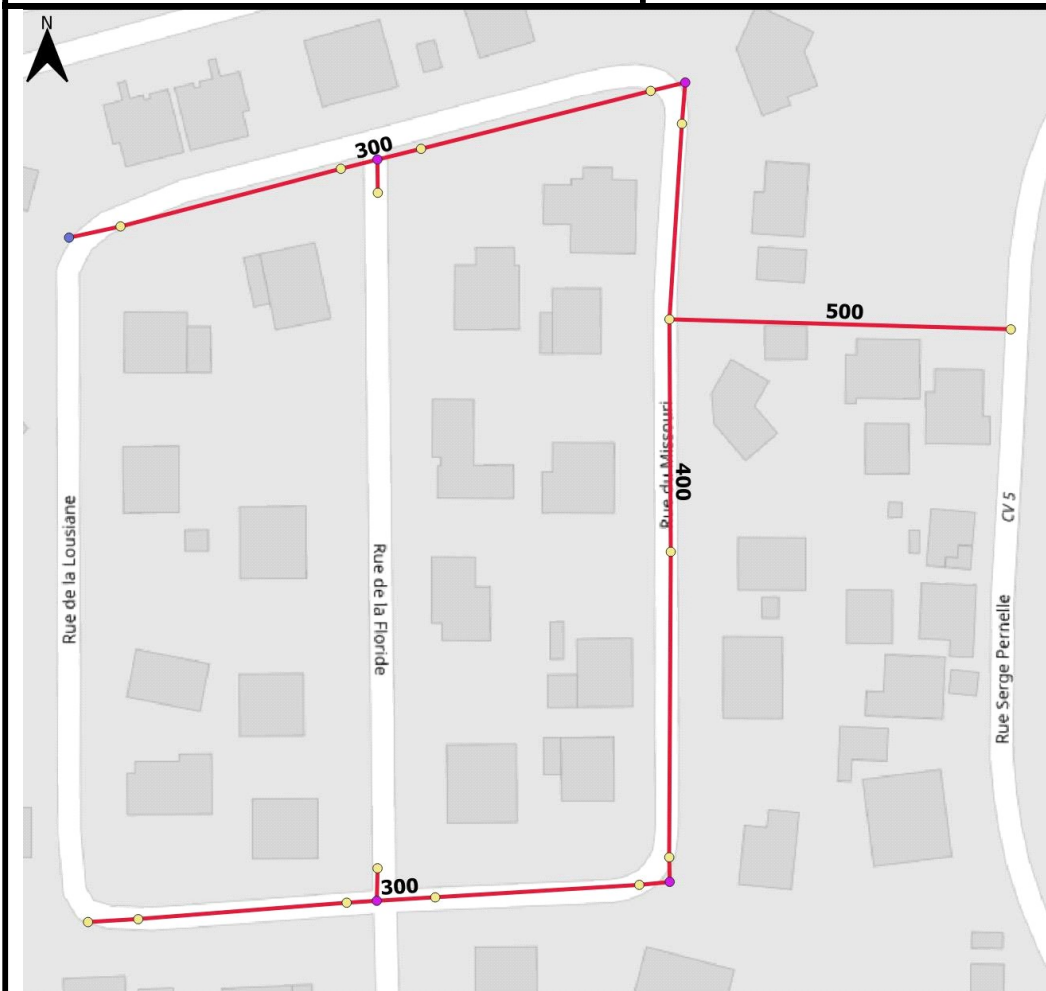 N
300
500
Rue du Missouri
400
CV 5
Rue de la Lousiane
Rue de la Floride
Rue Serge Pernelle
300